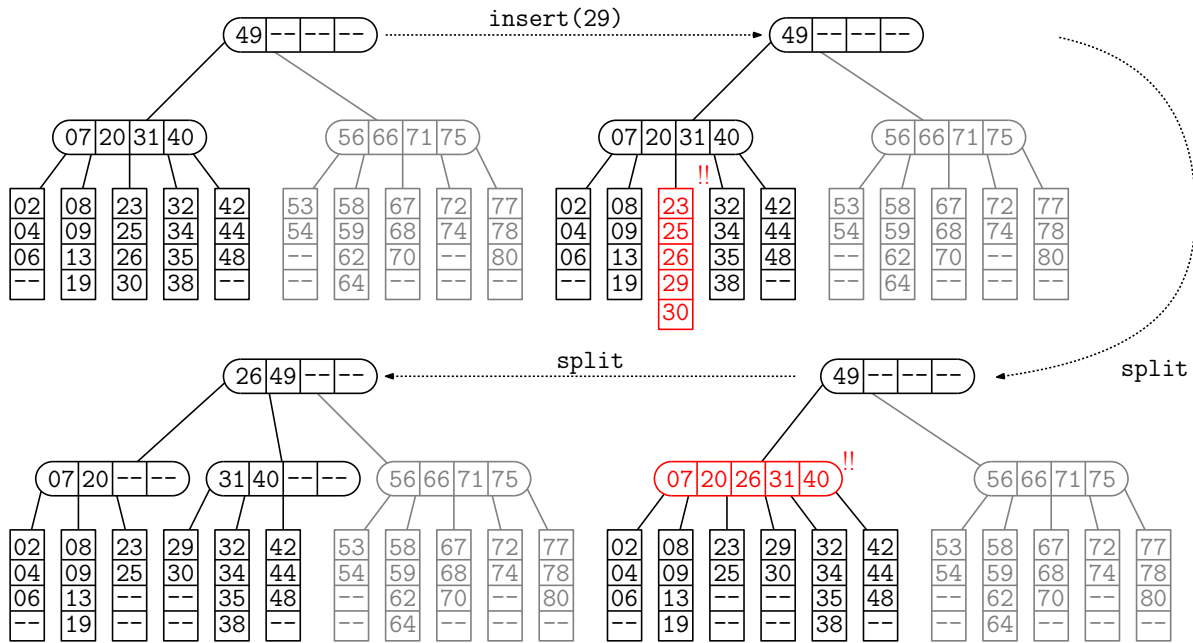 insert(29)
49 -- -- --
49 -- -- --
07 20 31 40
56 66 71 75
07 20 31 40
56 66 71 75
!!
02 08 23 32 42
53 58 67 72 77
02 08 23 32 42
53 58 67 72 77
04 09 25 34 44
54 59 68 74 78
04 09 25 34 44
54 59 68 74 78
06 13 26 35 48
-- 62 70 -- 80
06 13 26 35 48
-- 62 70 -- 80
-- 19 30 38 --
-- 64 -- -- --
-- 19 29 38 --
-- 64 -- -- --
30
split
split
26 49 -- --
49 -- -- --
07 20 -- --
31 40 -- --
56 66 71 75
07 20 26 31 40
!!
56 66 71 75
02 08 23 29 32 42
53 58 67 72 77
02 08 23 29 32 42
53 58 67 72 77
04 09 25 30 34 44
54 59 68 74 78
04 09 25 30 34 44
54 59 68 74 78
06 13 -- -- 35 48
-- 62 70 -- 80
06 13 -- -- 35 48
-- 62 70 -- 80
-- 19 -- -- 38 --
-- 64 -- -- --
-- 19 -- -- 38 --
-- 64 -- -- --